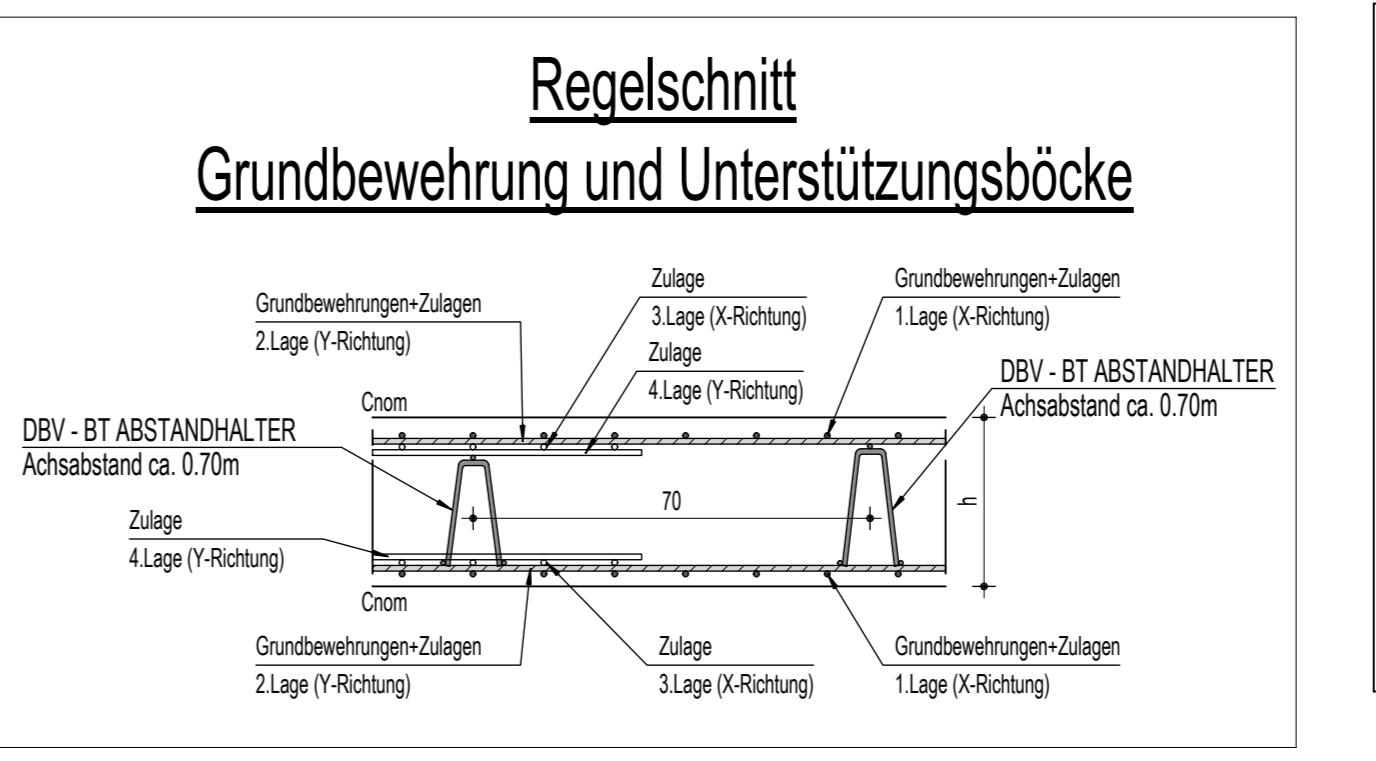 Regelschnitt
Grundbewehrung und Unterstützungsböcke
Zulage
3.Lage (X-Richtung)
Grundbewehrungen+Zulagen
1.Lage (X-Richtung)
Grundbewehrungen+Zulagen
2.Lage (Y-Richtung)
Zulage
4.Lage (Y-Richtung)
DBV - BT ABSTANDHALTER
Achsabstand ca. 0.70m
Cnom
DBV - BT ABSTANDHALTER
Achsabstand ca. 0.70m
70
h
Zulage
4.Lage (Y-Richtung)
Cnom
Grundbewehrungen+Zulagen
2.Lage (Y-Richtung)
Zulage
3.Lage (X-Richtung)
Grundbewehrungen+Zulagen
1.Lage (X-Richtung)